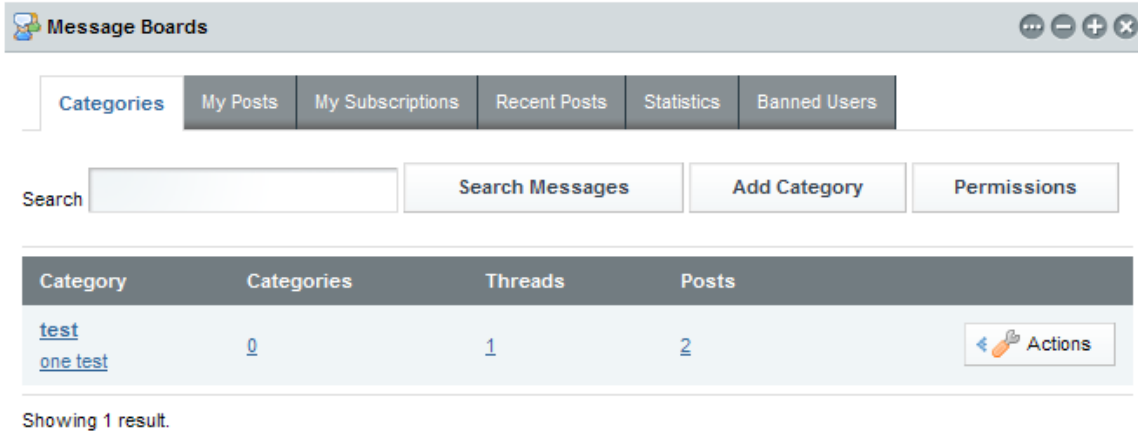 Message Boards
Categories My Posts My Subscriptions Recent Posts Statistics Banned Users
Search Search Messages Add Category Permissions
Category Categories Threads Posts
test
one test 0 1 2 Actions
Showing 1 result.